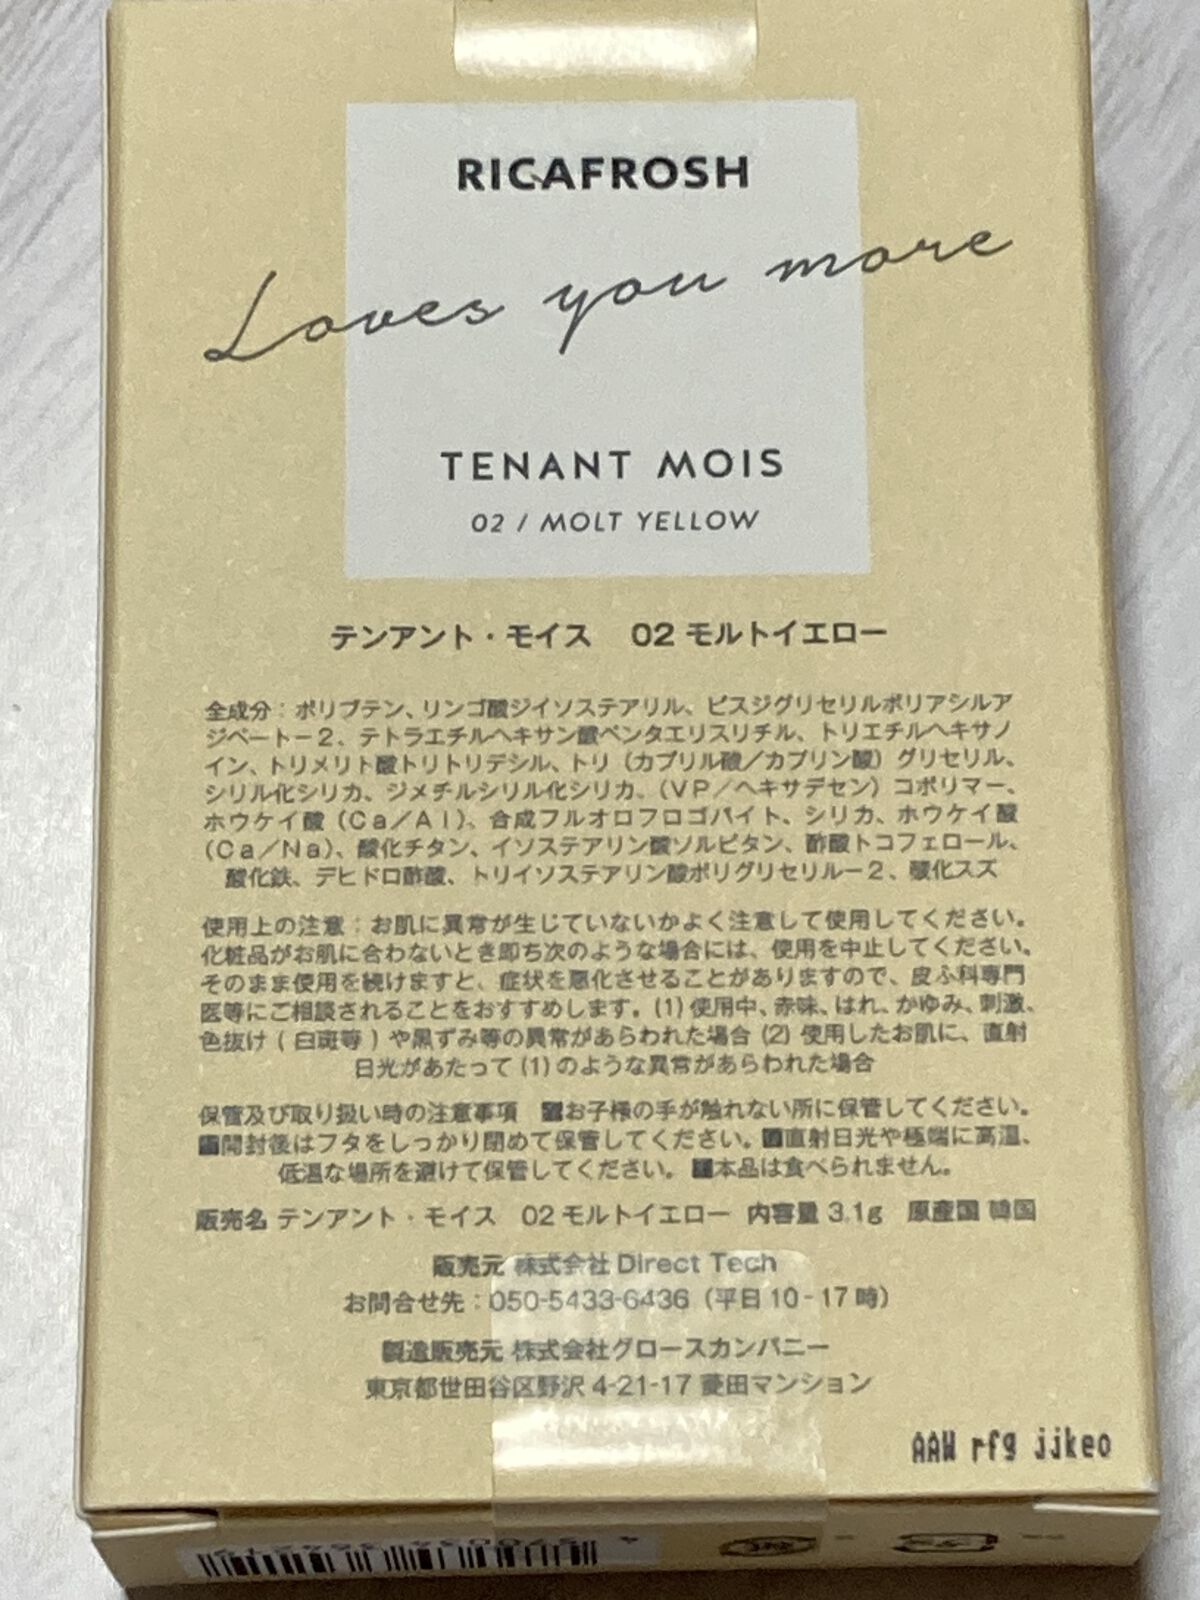 RICAFROSH
Loves you more
TENANT MOIS
02 / MOLT YELLOW
テンアント・モイス 02 モルトイエロー
全成分：ポリブテン、リンゴ酸ジイソステアリル、ビスジグリセリルポリアシルア
ジペートー2、テトラエチルヘキサン酸ペンタエリスリチル、トリエチルヘキサノ
イン、トリメリト酸トリトリデシル、トリ（カプリル酸／カプリン酸）グリセリル、
シリル化シリカ、ジメチルシリル化シリカ、（VP／ヘキサデセン）コポリマー、
ホウケイ酸（Ca／Al）、合成フルオロフロゴパイト、シリカ、ホウケイ酸
（Ca／Na）、酸化チタン、イソステアリン酸ソルビタン、酢酸トコフェロール、
酸化鉄、デヒドロ酢酸、トリイソステアリン酸ポリグリセリルー2、酸化スズ
使用上の注意：お肌に異常が生じていないかよく注意して使用してください。
化粧品がお肌に合わないとき即ち次のような場合には、使用を中止してください。
そのまま使用を続けますと、症状を悪化させることがありますので、皮ふ科専門
医等にご相談されることをおすすめします。(1) 使用中、赤味、はれ、かゆみ、刺激、
色抜け ( 白斑等 ) や黒ずみ等の異常があらわれた場合 (2) 使用したお肌に、直射
日光があたって (1) のような異常があらわれた場合
保管及び取り扱い時の注意事項 お子様の手が触れない所に保管してください。
開封後はフタをしっかり閉めて保管してください。直射日光や極端に高温、
低温な場所を避けて保管してください。本品は食べられません。
販売名 テンアント・モイス 02 モルトイエロー 内容量 3.1g 原産国 韓国
販売元 株式会社 Direct Tech
お問合せ先：050-5433-6436（平日 10 - 17 時）
製造販売元 株式会社グロースカンパニー
東京都世田谷区野沢 4-21-17 菱田マンション
AAW rfg jjkeo